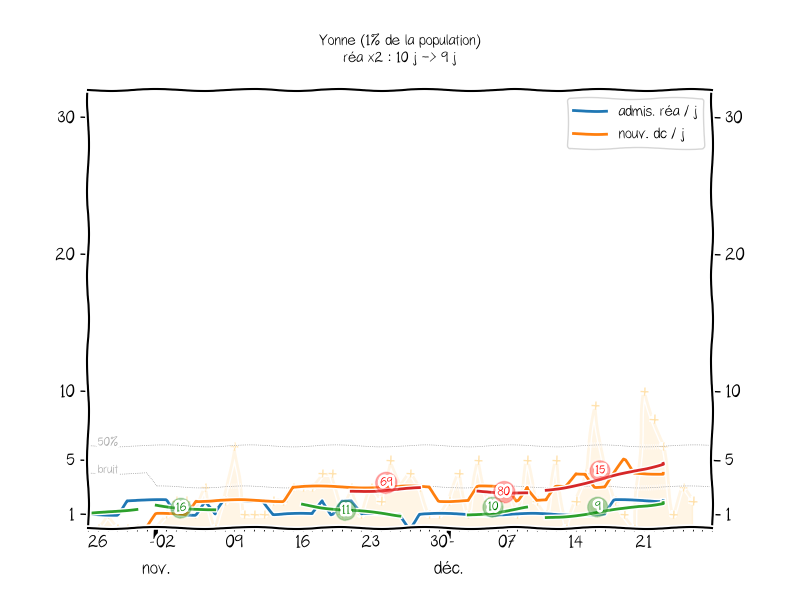 Yonne (1% de la population)
réa x2 : 10 j -> 9 j
admis. réa / j
nouv. dc / j
30
30
20
20
10
10
50%
5
5
bruit
69
80
15
16
11
10
9
1
1
26 02 09 16 23 30 07 14 21
nov. déc.